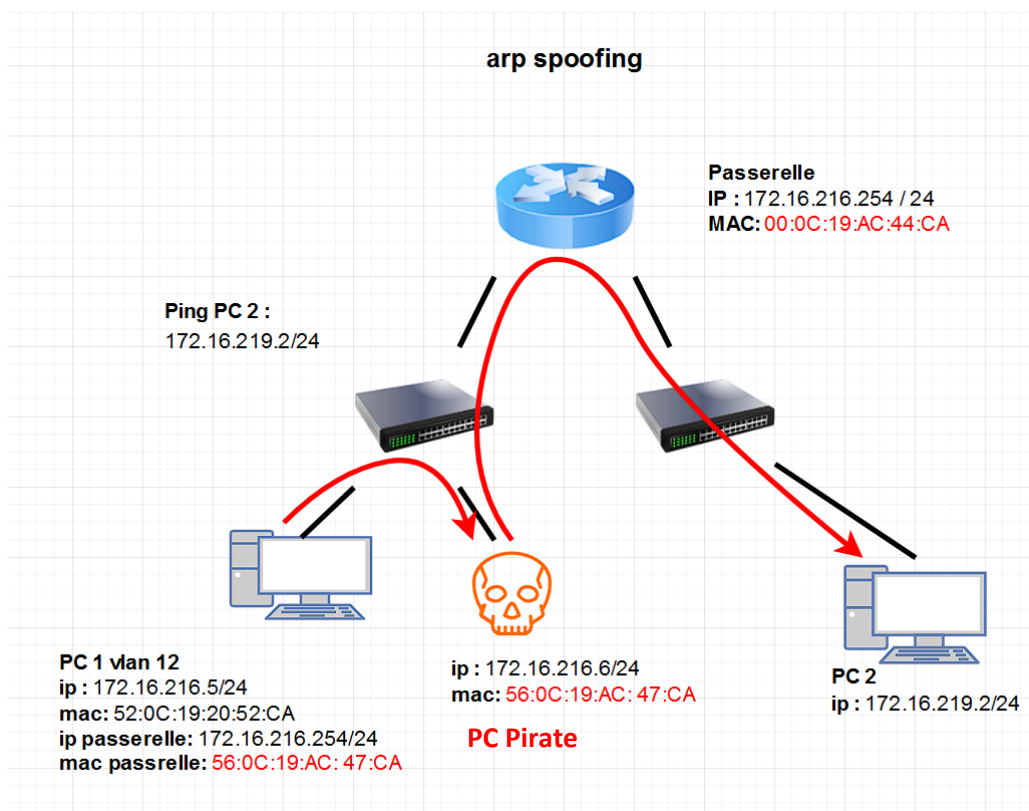 arp spoofing
Passerelle
IP : 172.16.216.254 / 24
MAC: 00:0C:19:AC:44:CA
Ping PC 2 :
172.16.219.2/24
PC 1 vlan 12
ip : 172.16.216.5/24
mac: 52:0C:19:20:52:CA
ip passerelle: 172.16.216.254/24
mac passrelle: 56:0C:19:AC: 47:CA
ip : 172.16.216.6/24
mac: 56:0C:19:AC: 47:CA
PC Pirate
PC 2
ip : 172.16.219.2/24